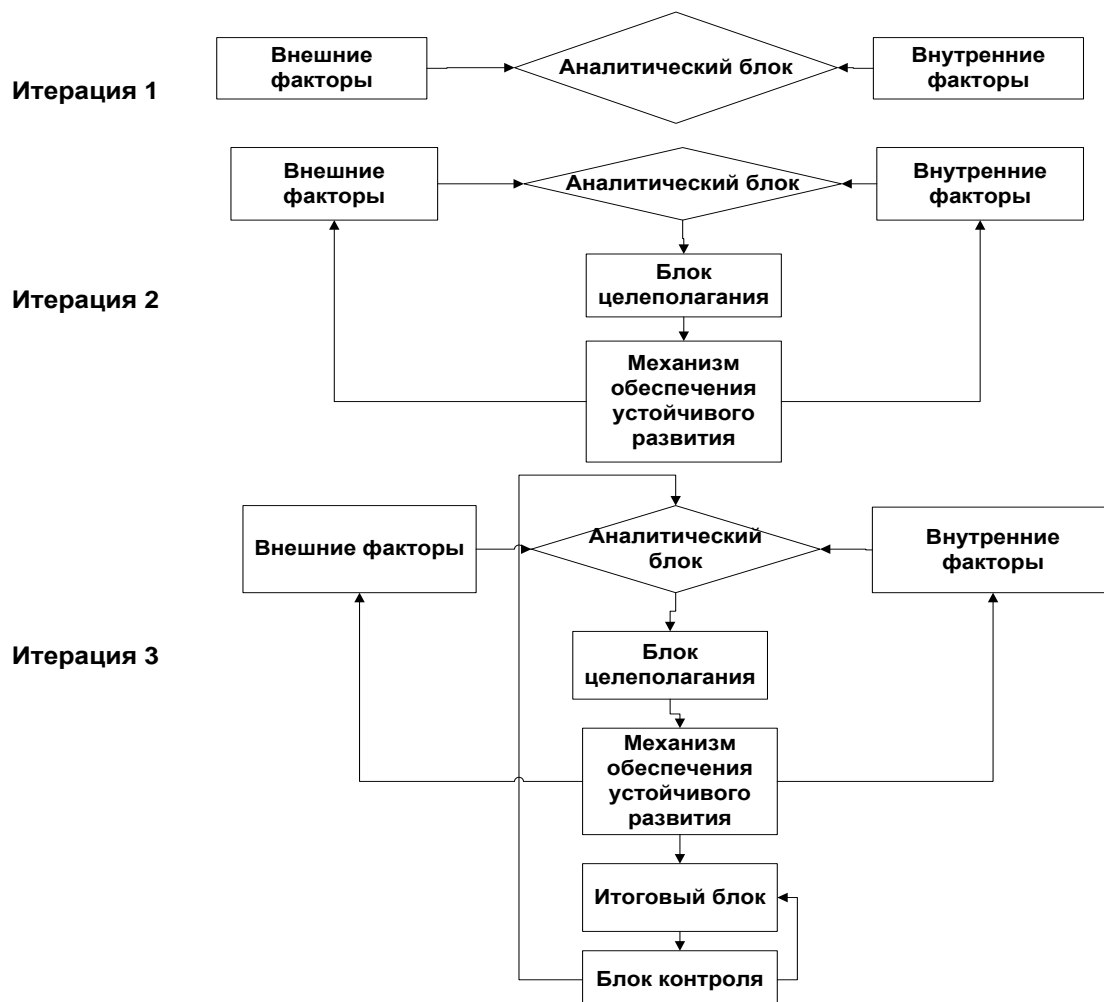 Итерация 1
Внешние
факторы
Аналитический блок
Внутренние
факторы
Итерация 2
Внешние
факторы
Аналитический блок
Внутренние
факторы
Блок
целеполагания
Механизм
обеспечения
устойчивого
развития
Итерация 3
Внешние факторы
Аналитический
блок
Внутренние
факторы
Блок
целеполагания
Механизм
обеспечения
устойчивого
развития
Итоговый блок
Блок контроля